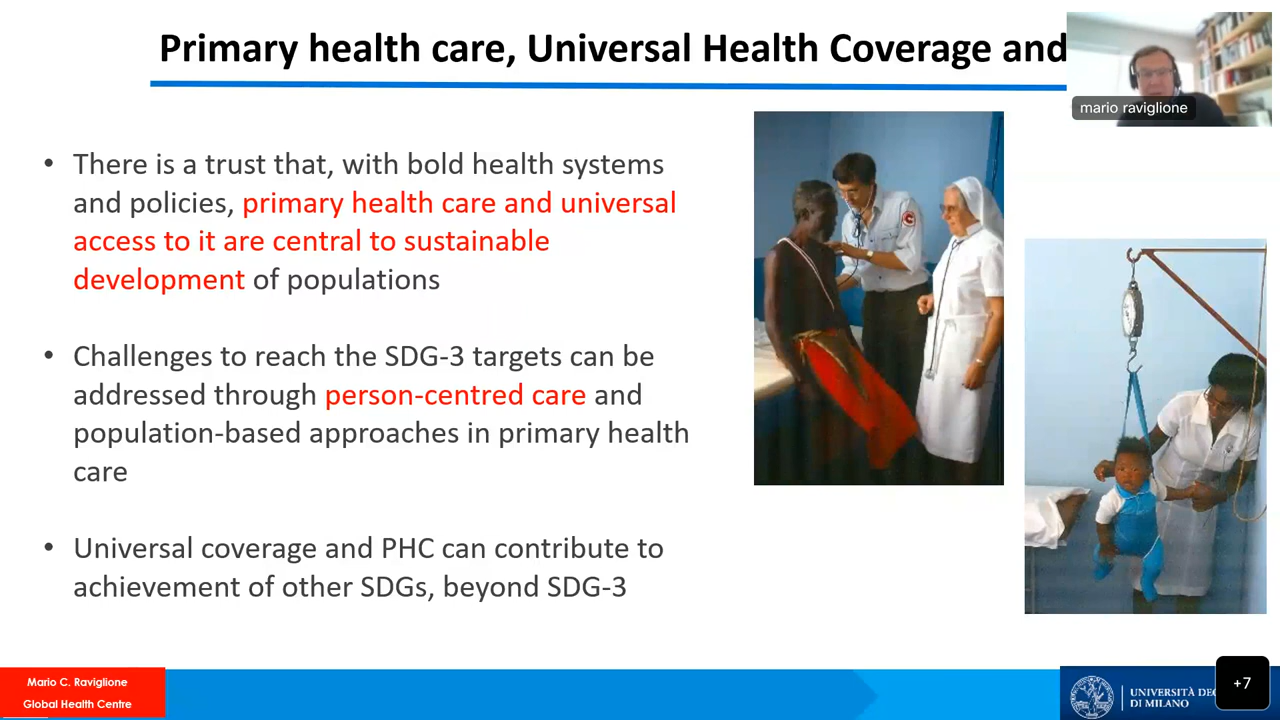 Primary health care, Universal Health Coverage and
mario raviglione
• There is a trust that, with bold health systems
and policies, primary health care and universal
access to it are central to sustainable
development of populations
• Challenges to reach the SDG-3 targets can be
addressed through person-centred care and
population-based approaches in primary health
care
• Universal coverage and PHC can contribute to
achievement of other SDGs, beyond SDG-3
Mario C. Raviglione
Global Health Centre
UNIVERSITÀ
DI MILANO
+7